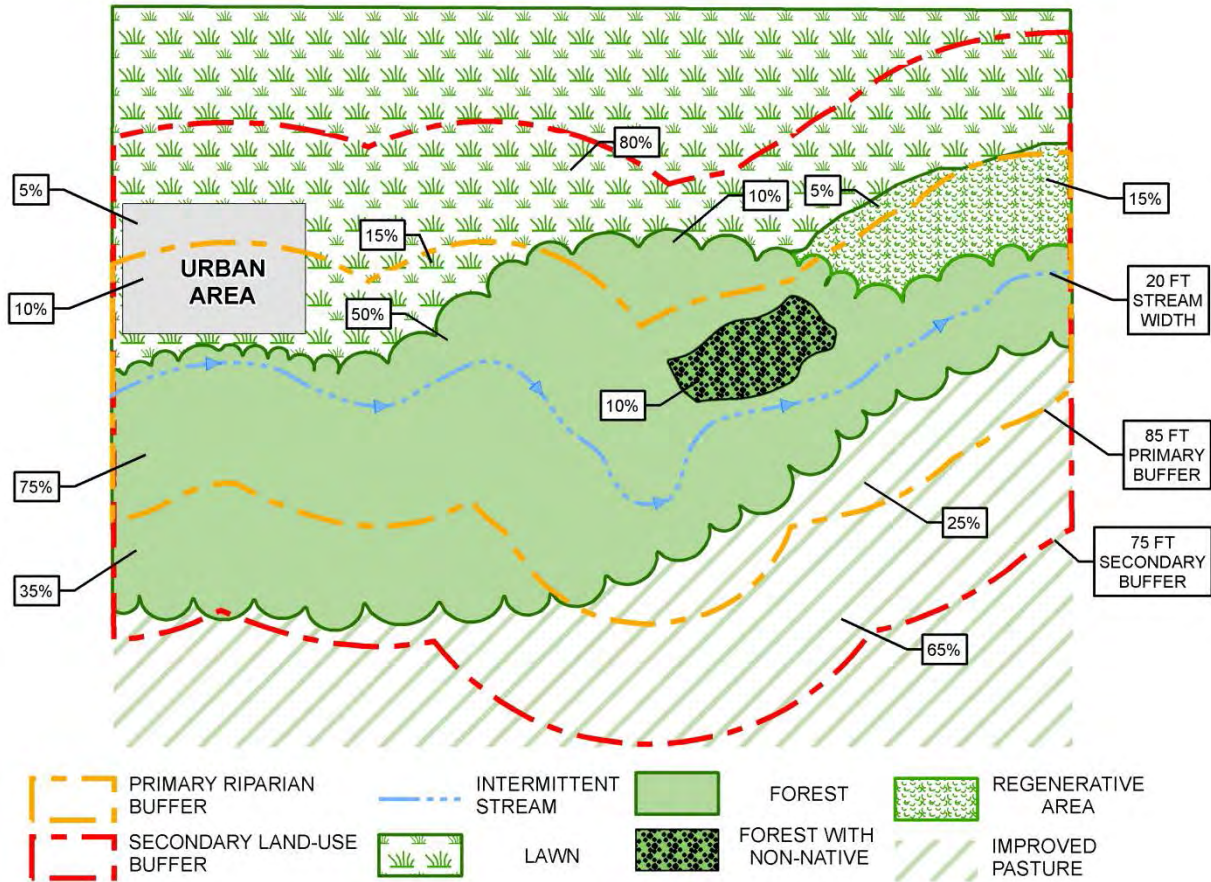 80%
5%
10%
5%
15%
15%
URBAN
AREA
10%
50%
20 FT
STREAM
WIDTH
10%
85 FT
PRIMARY
BUFFER
75%
25%
75 FT
SECONDARY
BUFFER
35%
65%
PRIMARY RIPARIAN
BUFFER
INTERMITTENT
STREAM
FOREST
REGENERATIVE
AREA
SECONDARY LAND-USE
BUFFER
LAWN
FOREST WITH
NON-NATIVE
IMPROVED
PASTURE